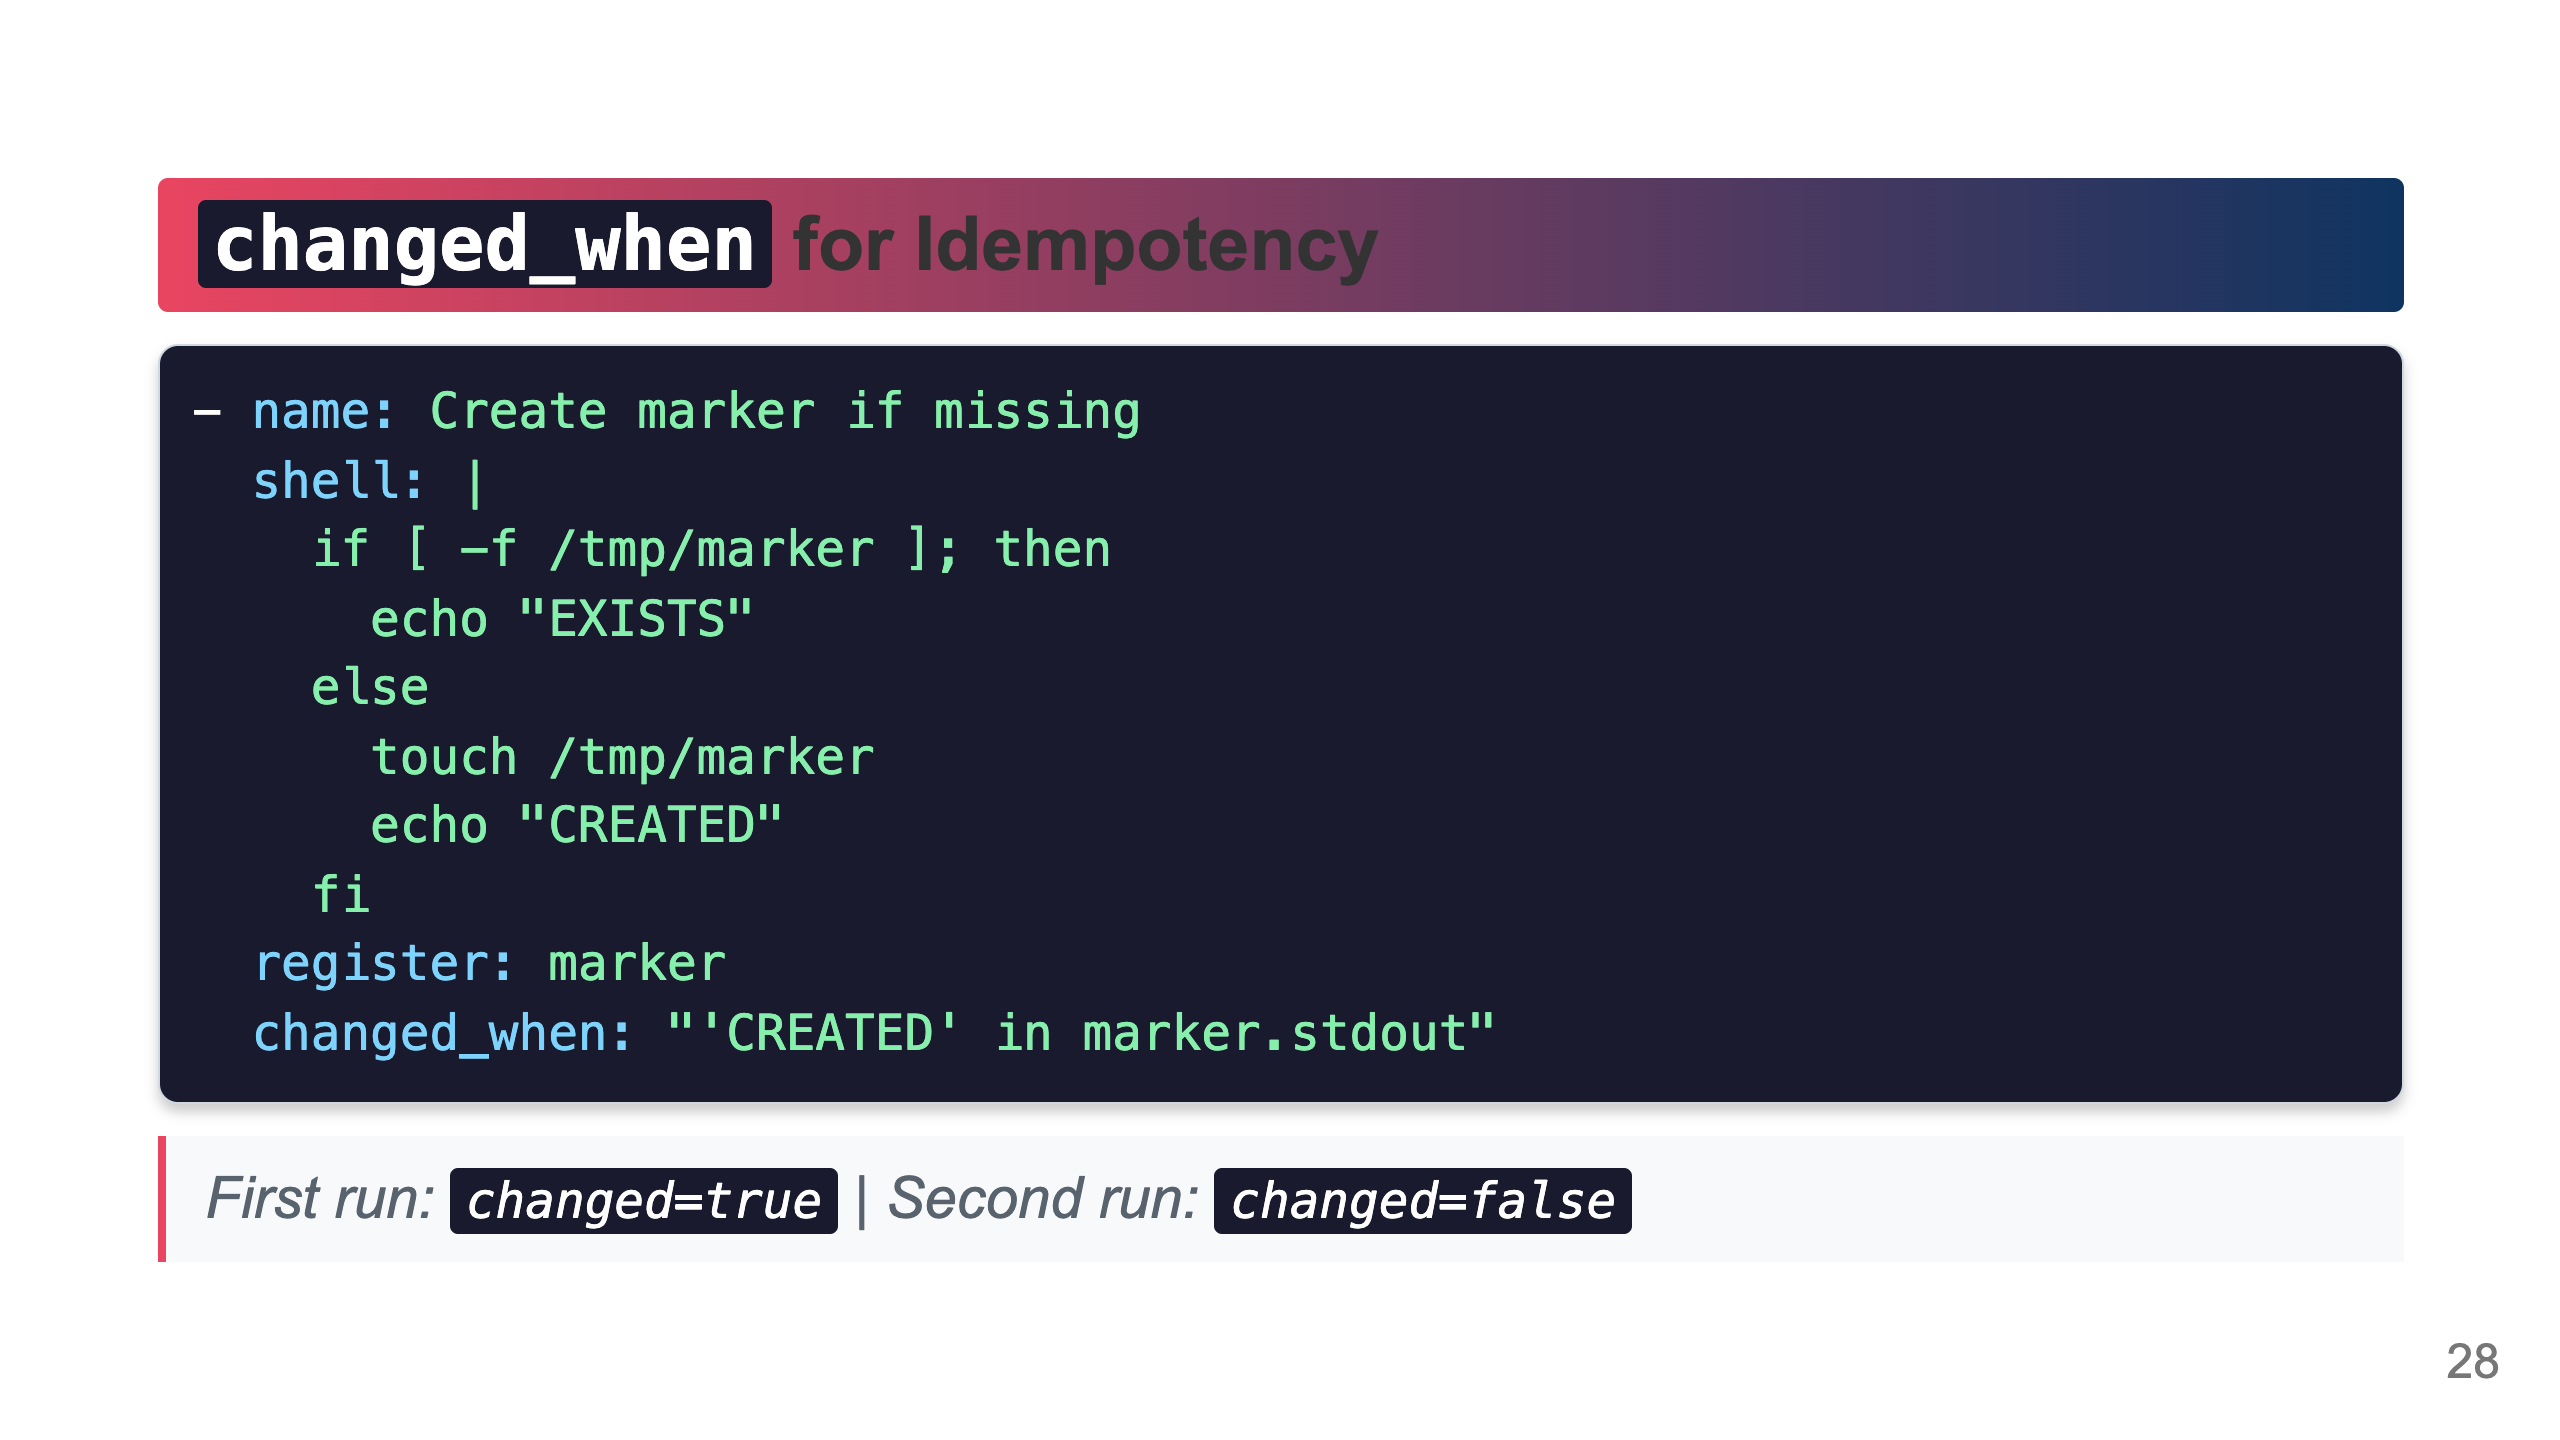 changed_when for Idempotency
- name: Create marker if missing
  shell: |
    if [ -f /tmp/marker ]; then
      echo "EXISTS"
    else
      touch /tmp/marker
      echo "CREATED"
    fi
  register: marker
  changed_when: "'CREATED' in marker.stdout"
First run: changed=true | Second run: changed=false
28